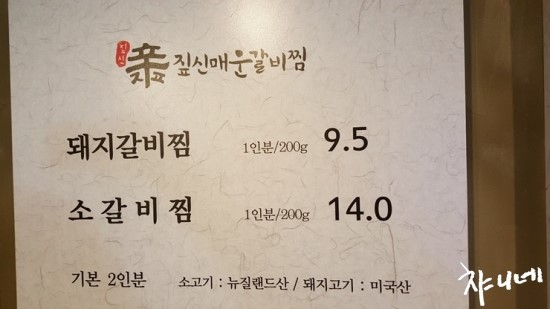 짚신매운갈비찜
돼지갈비찜 1인분/200g 9.5
소갈비찜 1인분/200g 14.0
기본 2인분 소고기 : 뉴질랜드산 / 돼지고기 : 미국산
챠니네